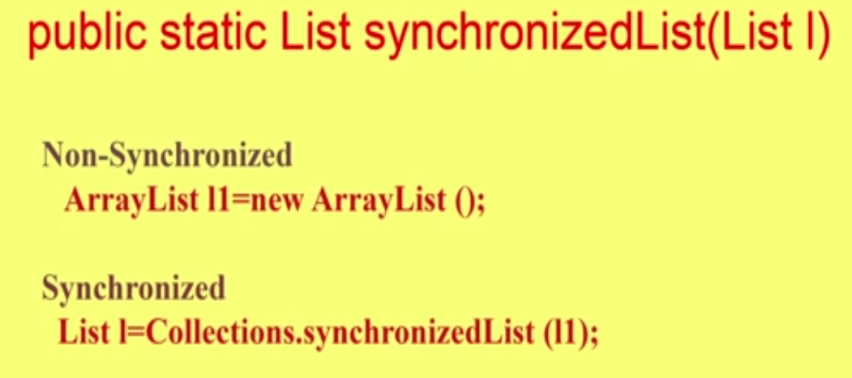 public static List synchronizedList(List l)
Non-Synchronized
ArrayList l1=new ArrayList ();
Synchronized
List l=Collections.synchronizedList (l1);